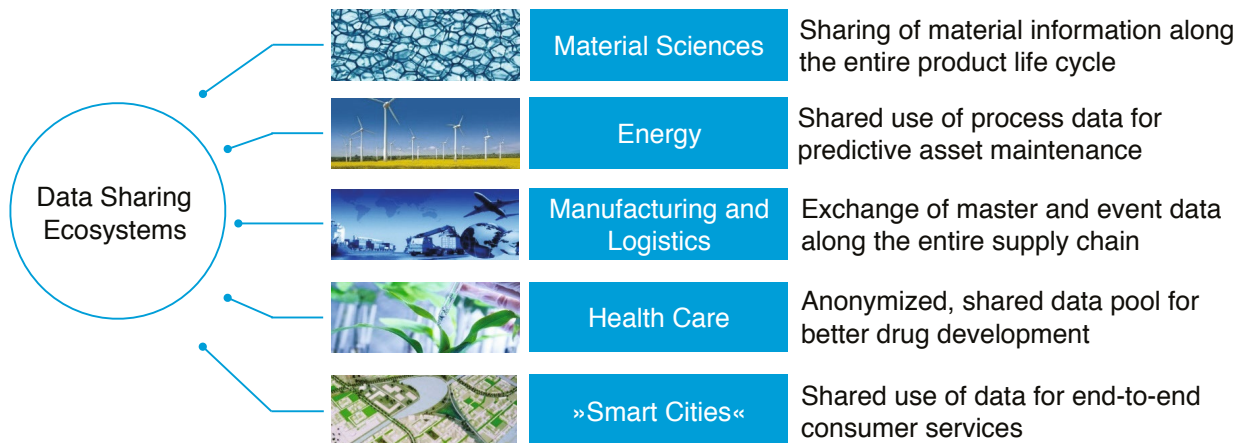 Data Sharing
Ecosystems
Material Sciences
Sharing of material information along
the entire product life cycle
Energy
Shared use of process data for
predictive asset maintenance
Manufacturing and
Logistics
Exchange of master and event data
along the entire supply chain
Health Care
Anonymized, shared data pool for
better drug development
»Smart Cities«
Shared use of data for end-to-end
consumer services